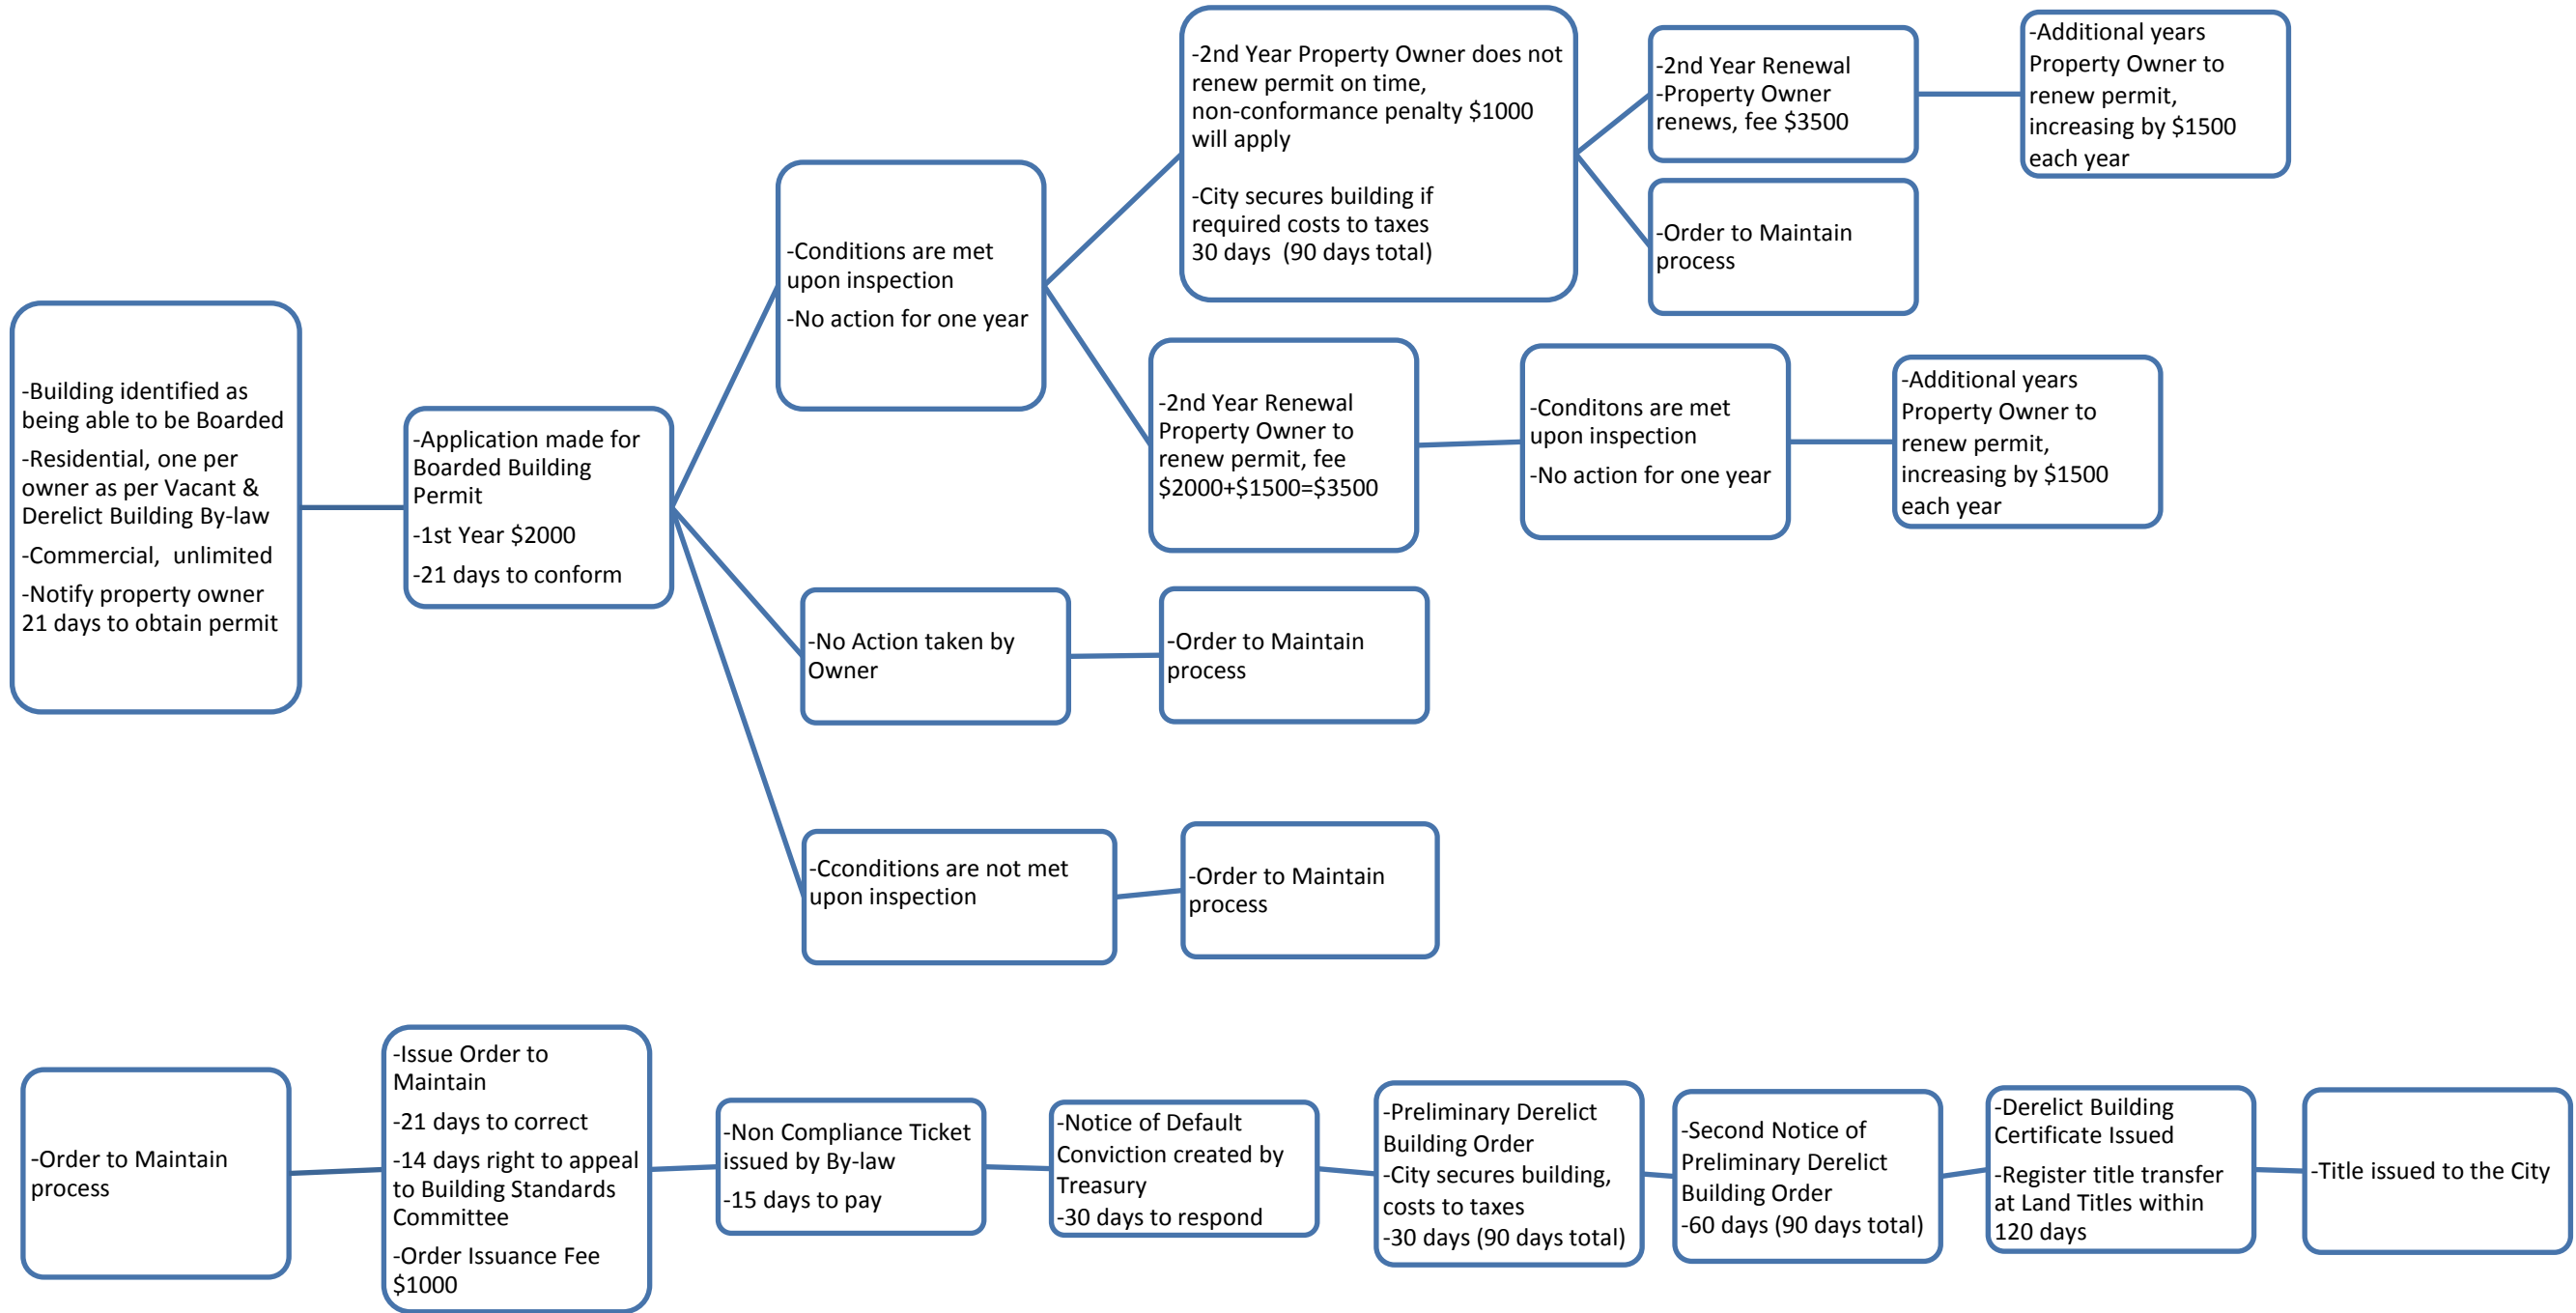 -Building identified as
being able to be Boarded
-Residential, one per
owner as per Vacant &
Derelict Building By-law
-Commercial,  unlimited
-Notify property owner
21 days to obtain permit
-Application made for
Boarded Building
Permit
-1st Year $2000
-21 days to conform
-Conditions are met
upon inspection
-No action for one year
-2nd Year Property Owner does not
renew permit on time,
non-conformance penalty $1000
will apply
-City secures building if
required costs to taxes
30 days  (90 days total)
-2nd Year Renewal
-Property Owner
renews, fee $3500
-Additional years
Property Owner to
renew permit,
increasing by $1500
each year
-Order to Maintain
process
-2nd Year Renewal
Property Owner to
renew permit, fee
$2000+$1500=$3500
-Conditons are met
upon inspection
-No action for one year
-Additional years
Property Owner to
renew permit,
increasing by $1500
each year
-No Action taken by
Owner
-Order to Maintain
process
-Cconditions are not met
upon inspection
-Order to Maintain
process
-Order to Maintain
process
-Issue Order to
Maintain
-21 days to correct
-14 days right to appeal
to Building Standards
Committee
-Order Issuance Fee
$1000
-Non Compliance Ticket
issued by By-law
-15 days to pay
-Notice of Default
Conviction created by
Treasury
-30 days to respond
-Preliminary Derelict
Building Order
-City secures building,
costs to taxes
-30 days (90 days total)
-Second Notice of
Preliminary Derelict
Building Order
-60 days (90 days total)
-Derelict Building
Certificate Issued
-Register title transfer
at Land Titles within
120 days
-Title issued to the City